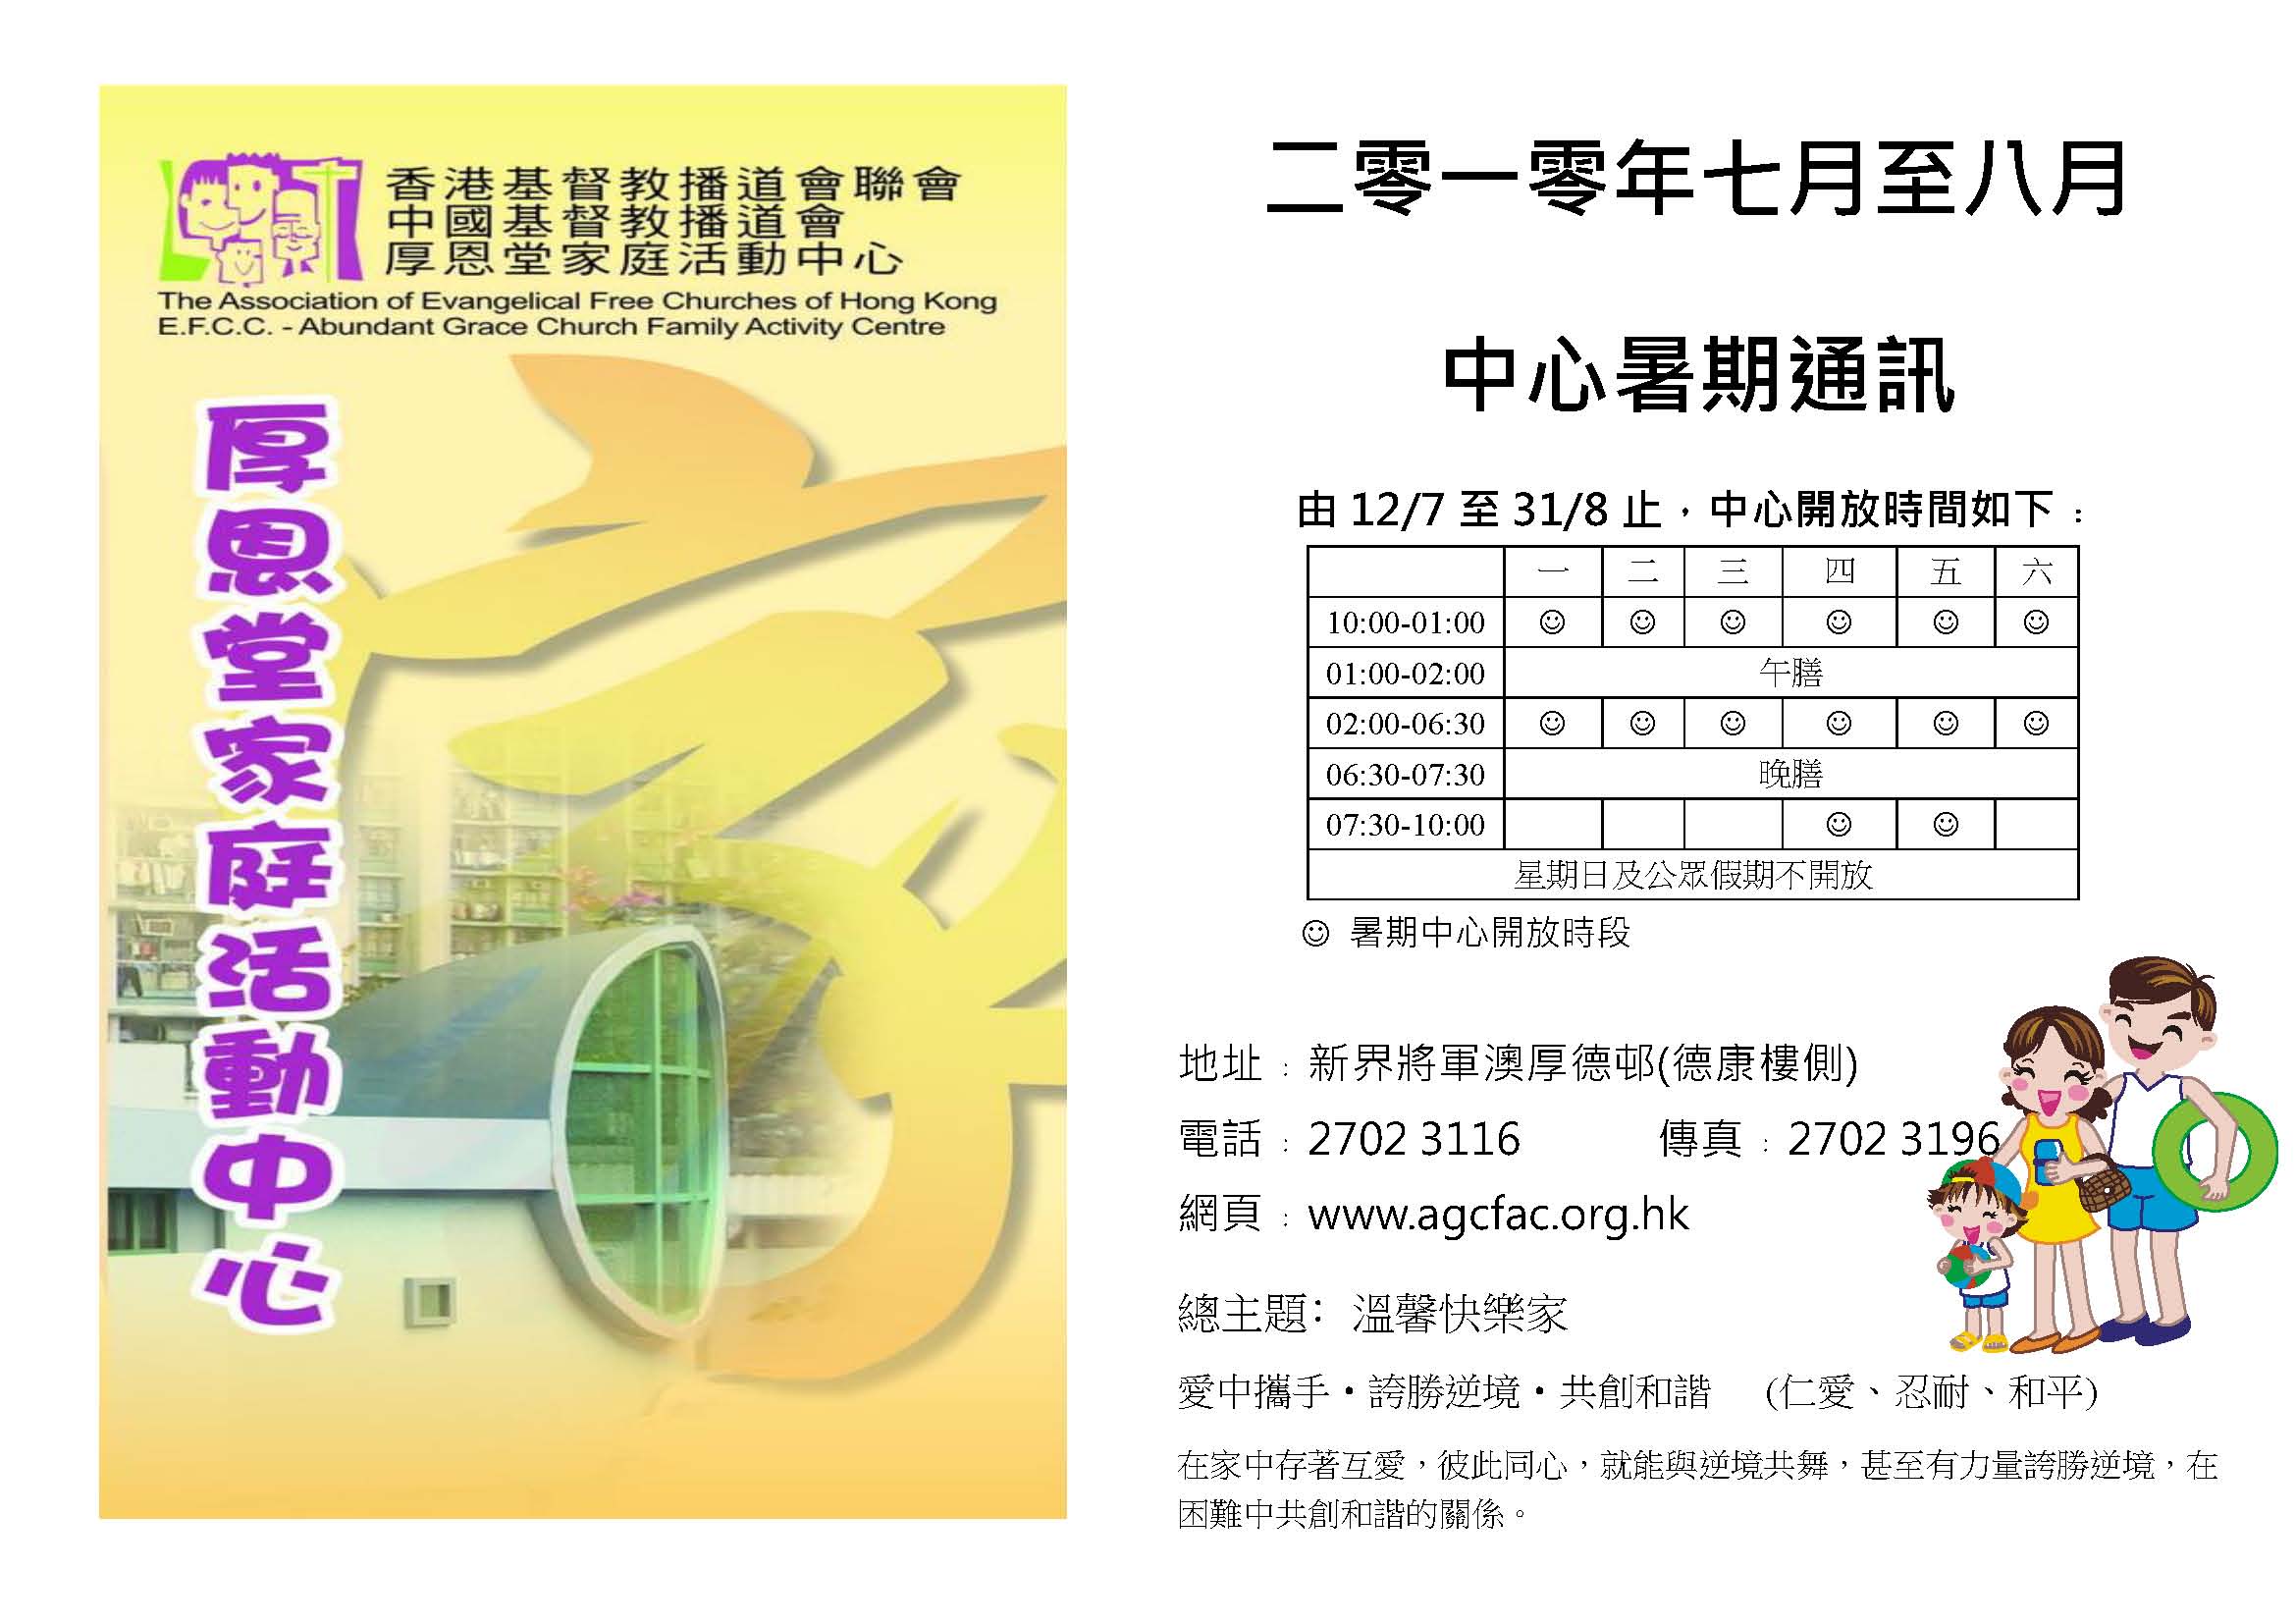 香港基督教播道會聯會
中國基督教播道會
厚恩堂家庭活動中心
The Association of Evangelical Free Churches of Hong Kong
E.F.C.C. - Abundant Grace Church Family Activity Centre
厚恩堂家庭活動中心
二零一零年七月至八月
中心暑期通訊
由 12/7 至 31/8 止，中心開放時間如下：
一 二 三 四 五 六
10:00-01:00 ☺ ☺ ☺ ☺ ☺ ☺
01:00-02:00 午膳
02:00-06:30 ☺ ☺ ☺ ☺ ☺ ☺
06:30-07:30 晚膳
07:30-10:00 ☺ ☺
星期日及公眾假期不開放
☺ 暑期中心開放時段
地址：新界將軍澳厚德邨(德康樓側)
電話：2702 3116 傳真：2702 3196
網頁：www.agcfac.org.hk
總主題：溫馨快樂家
愛中攜手‧誇勝逆境‧共創和諧 (仁愛、忍耐、和平)
在家中存著互愛，彼此同心，就能與逆境共舞，甚至有力量誇勝逆境，在
困難中共創和諧的關係。